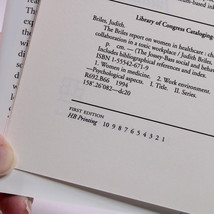 Library of Congress Cataloging-
Briles, Judith.
The Briles report on women in healthcare : ch
collaboration in a toxic workplace / Judith Briles.
p. cm. — (The Jossey-Bass social and behav
Includes bibliographical references and index.
ISBN 1-55542-671-9
1. Women in medicine. 2. Work environment.
—Psychological aspects. I. Title. II. Series.
R692.B66 1994
158'.26'082—dc20
FIRST EDITION
HB Printing 10 9 8 7 6 5 4 3 2 1